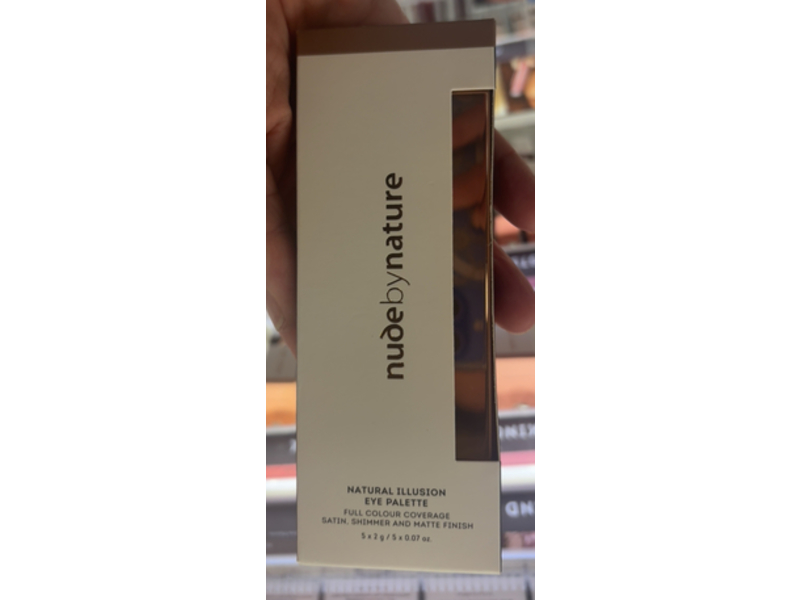 nudebynature
NATURAL ILLUSION
EYE PALETTE
FULL COLOUR COVERAGE
SATIN, SHIMMER AND MATTE FINISH
5 x 2 g / 5 x 0.07 oz.